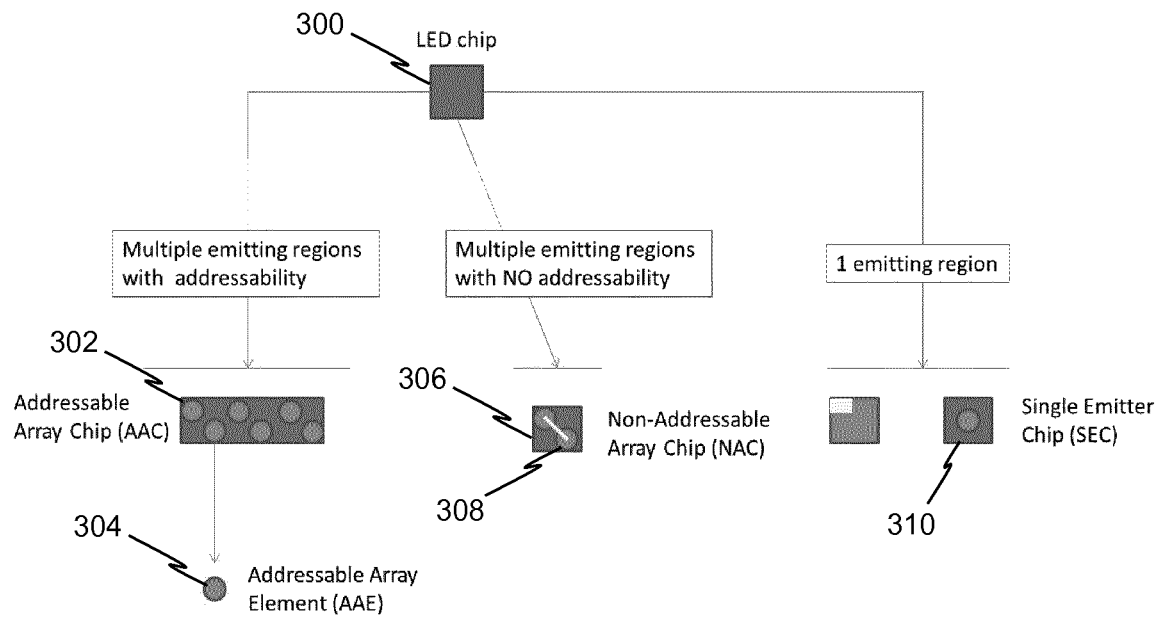 300
LED chip
Multiple emitting regions
with addressability
Multiple emitting regions
with NO addressability
1 emitting region
302
306
Addressable
Array Chip (AAC)
Non-Addressable
Array Chip (NAC)
Single Emitter
Chip (SEC)
308
310
304
Addressable Array
Element (AAE)